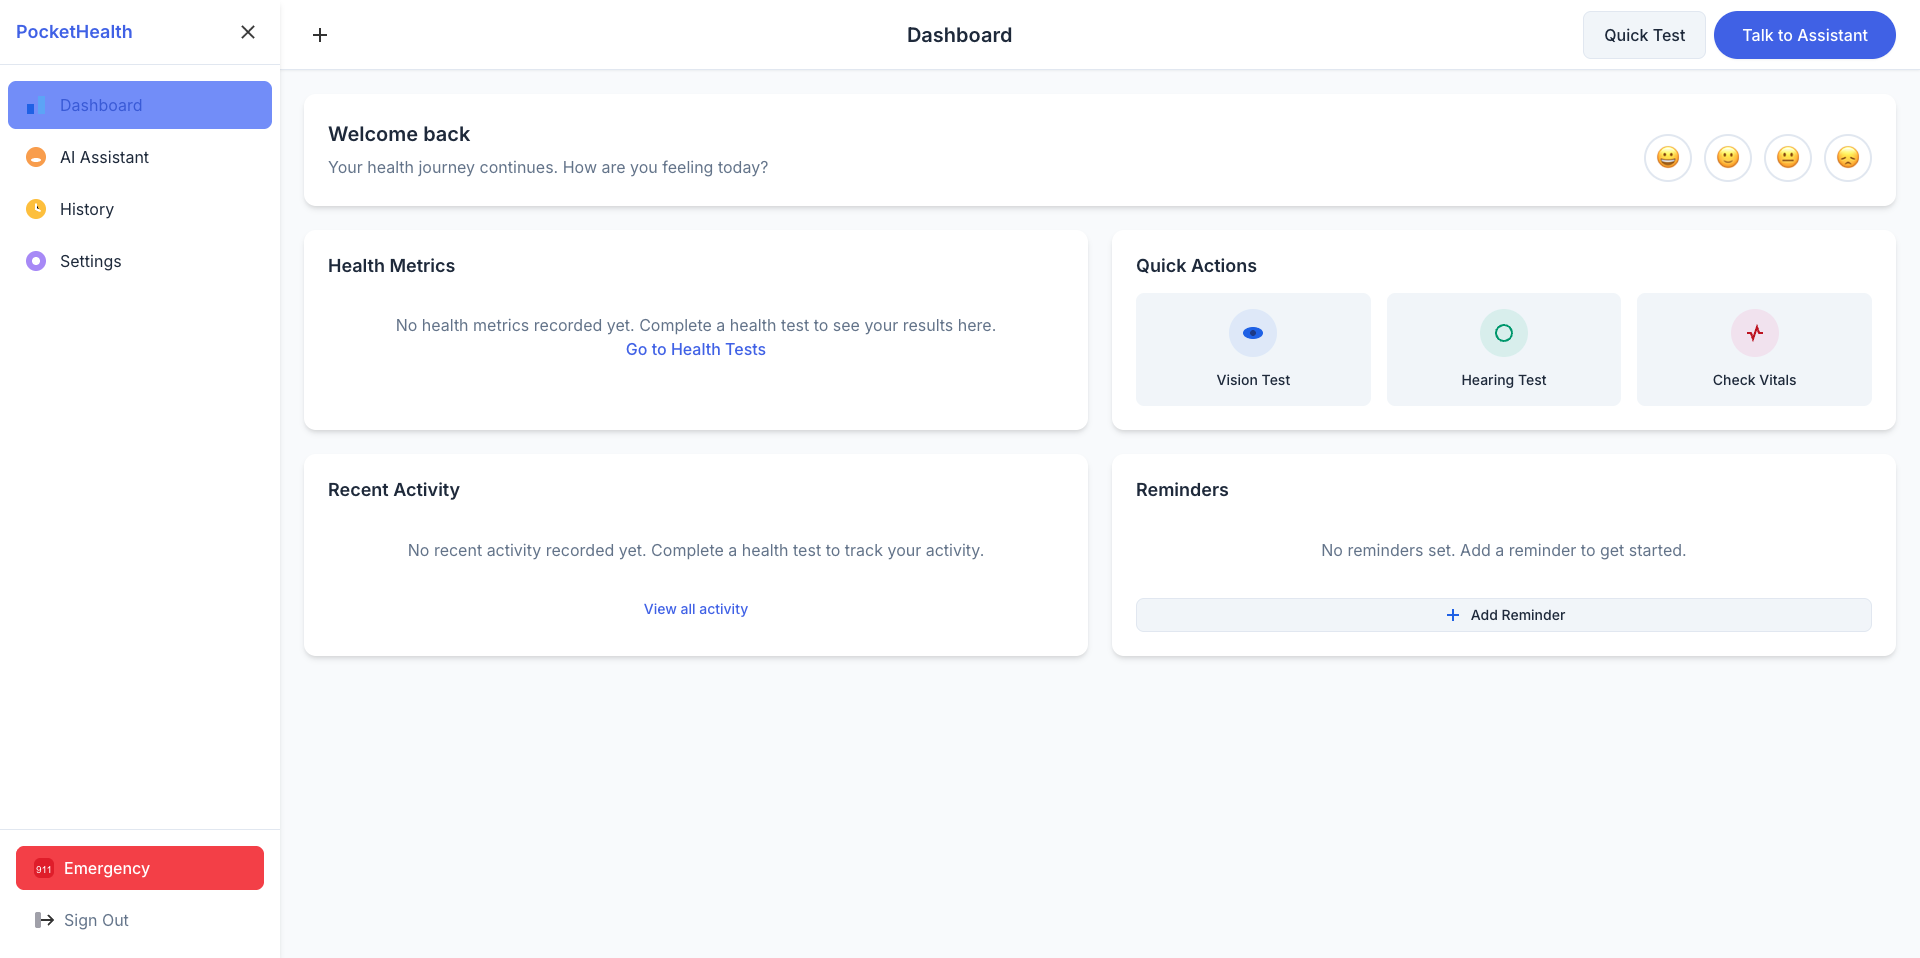 PocketHealth
Dashboard
AI Assistant
History
Settings
911 Emergency
Sign Out
Dashboard
Quick Test
Talk to Assistant
Welcome back
Your health journey continues. How are you feeling today?
Health Metrics
No health metrics recorded yet. Complete a health test to see your results here.
Go to Health Tests
Quick Actions
Vision Test
Hearing Test
Check Vitals
Recent Activity
No recent activity recorded yet. Complete a health test to track your activity.
View all activity
Reminders
No reminders set. Add a reminder to get started.
Add Reminder